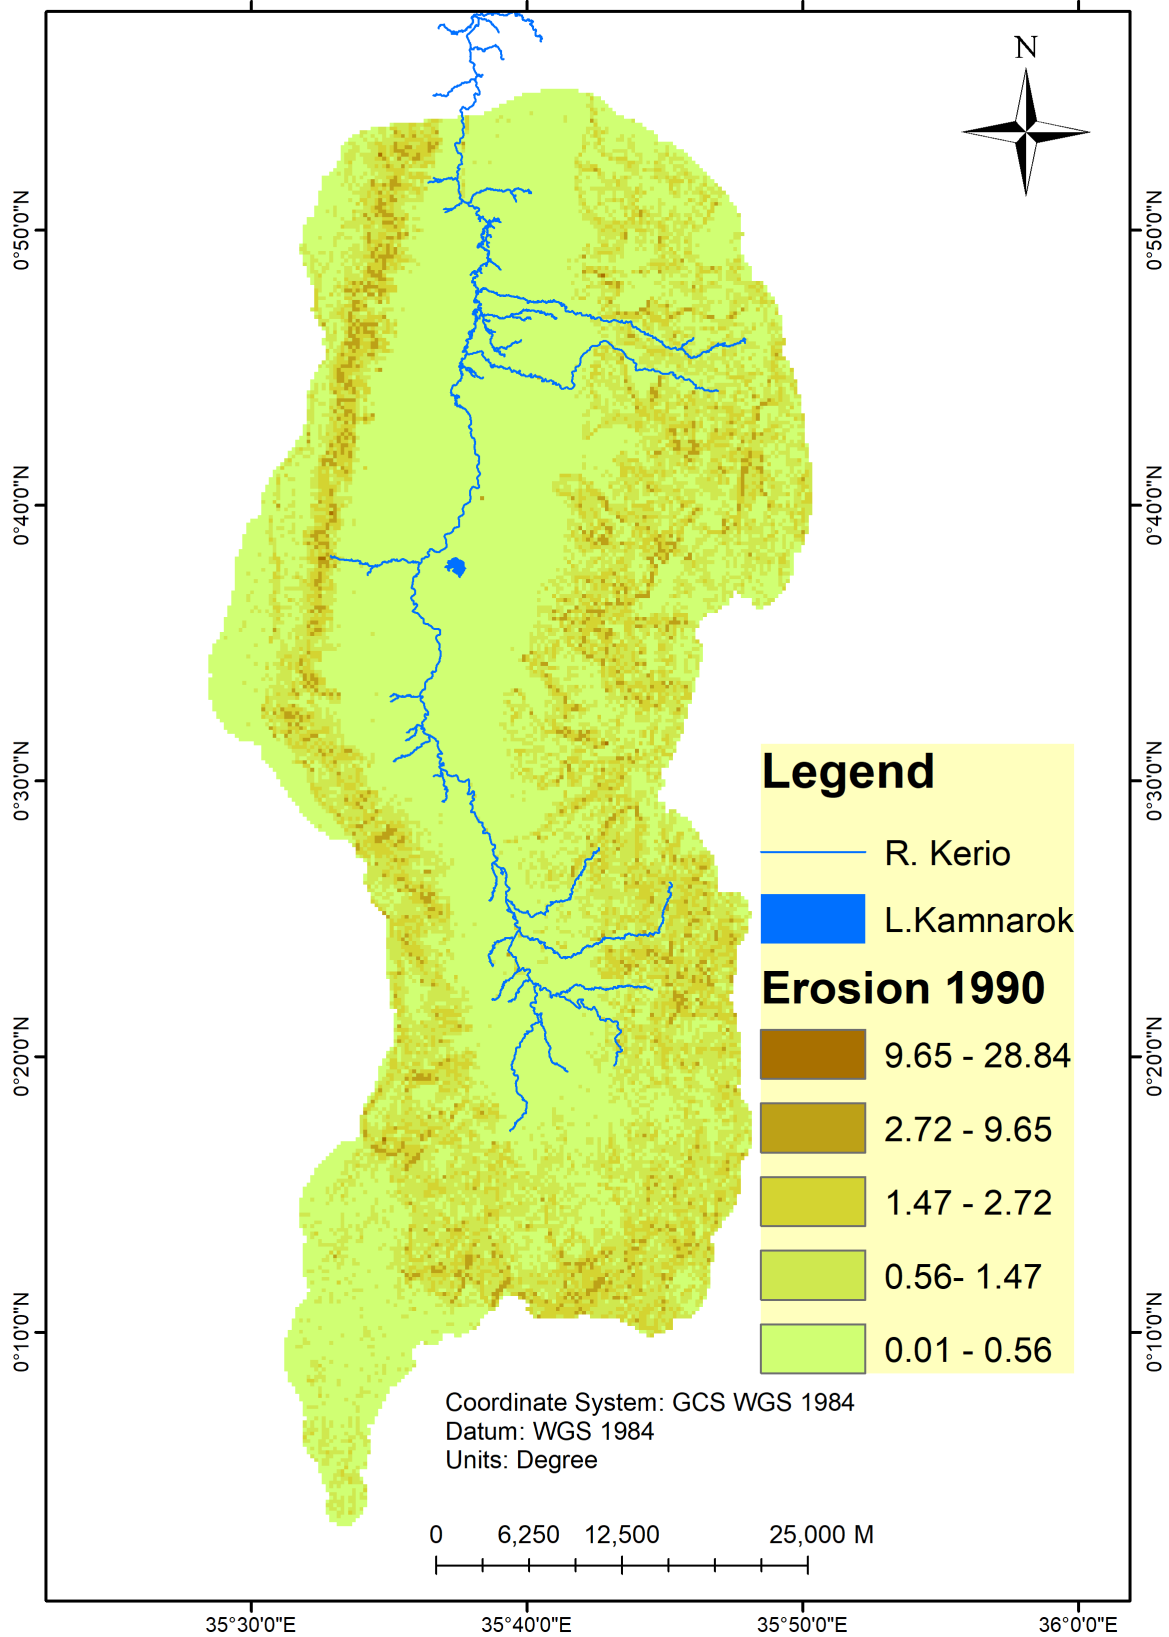 N
0°50'0"N
0°50'0"N
0°40'0"N
0°40'0"N
0°30'0"N
0°30'0"N
0°20'0"N
0°20'0"N
0°10'0"N
0°10'0"N
Legend
R. Kerio
L.Kamnarok
Erosion 1990
9.65 - 28.84
2.72 - 9.65
1.47 - 2.72
0.56- 1.47
0.01 - 0.56
Coordinate System: GCS WGS 1984
Datum: WGS 1984
Units: Degree
0 6,250 12,500 25,000 M
35°30'0"E 35°40'0"E 35°50'0"E 36°0'0"E